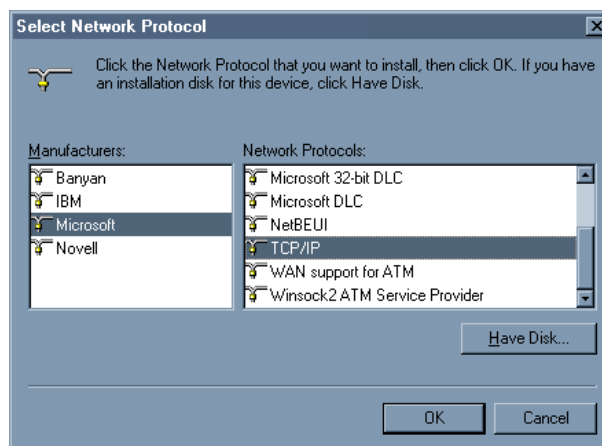 Select Network Protocol
Click the Network Protocol that you want to install, then click OK. If you have
an installation disk for this device, click Have Disk.
Manufacturers:
Banyan
IBM
Microsoft
Novell
Network Protocols:
Microsoft 32-bit DLC
Microsoft DLC
NetBEUI
TCP/IP
WAN support for ATM
Winsock2 ATM Service Provider
Have Disk...
OK
Cancel